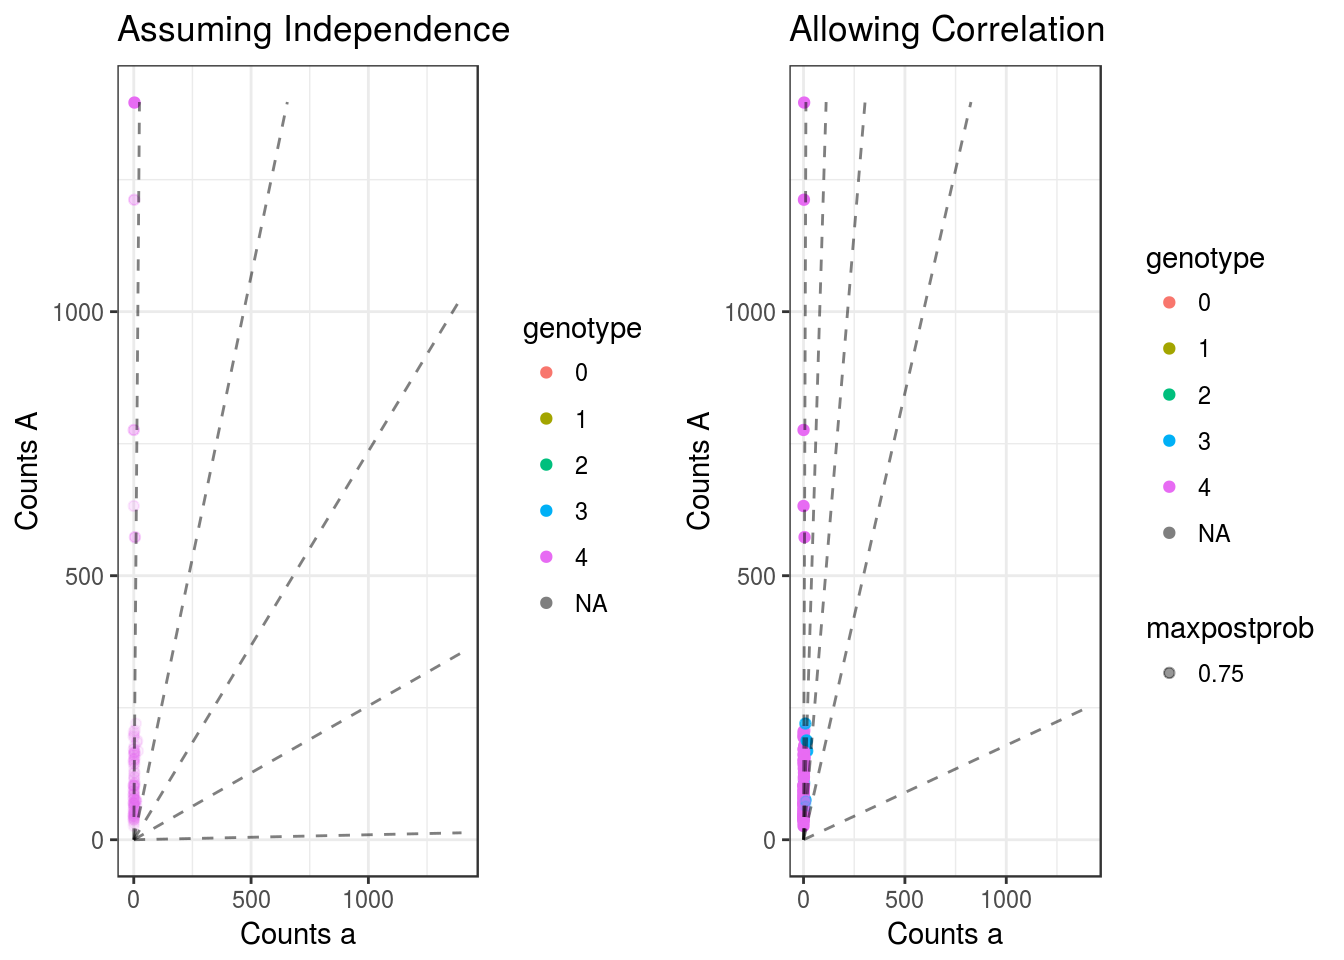 Assuming Independence
Counts A
1000
500
0
0 500 1000
Counts a
genotype
0
1
2
3
4
NA
Allowing Correlation
Counts A
1000
500
0
0 500 1000
Counts a
genotype
0
1
2
3
4
NA
maxpostprob
0.75